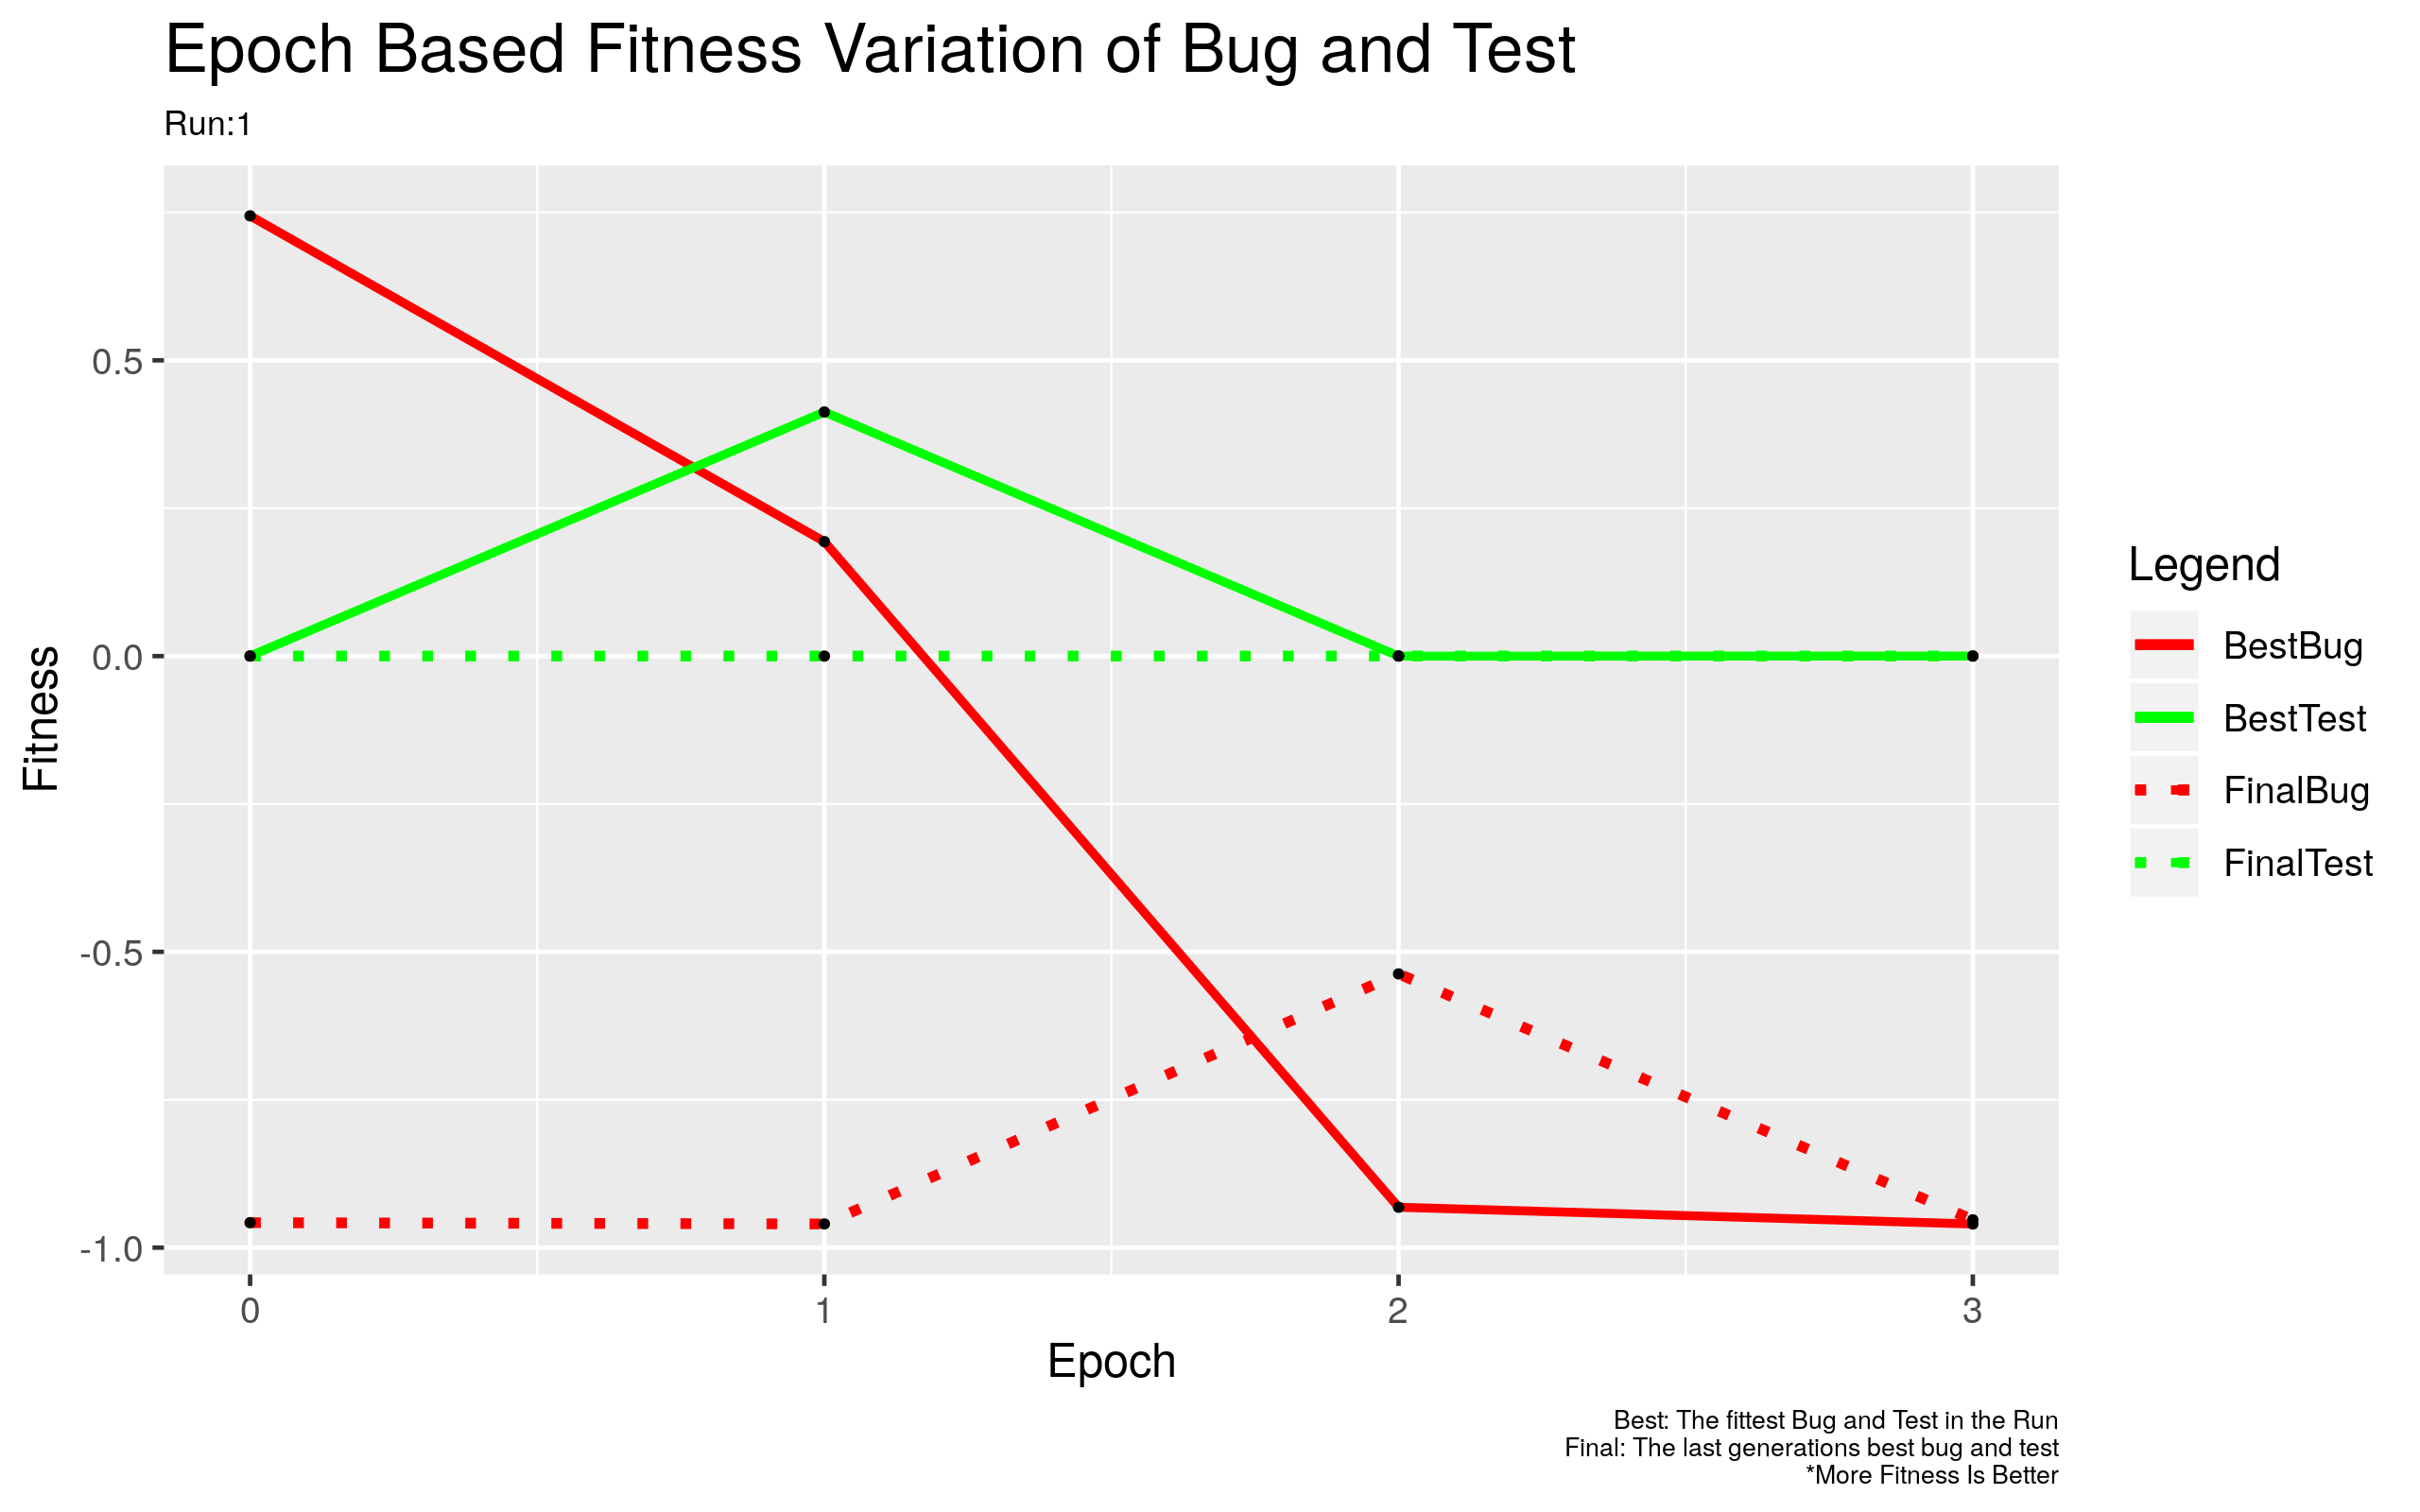 Epoch Based Fitness Variation of Bug and Test
Run:1
Fitness
0.5
0.0
-0.5
-1.0
0
1
2
3
Epoch
Legend
BestBug
BestTest
FinalBug
FinalTest
Best: The fittest Bug and Test in the Run
Final: The last generations best bug and test
*More Fitness Is Better